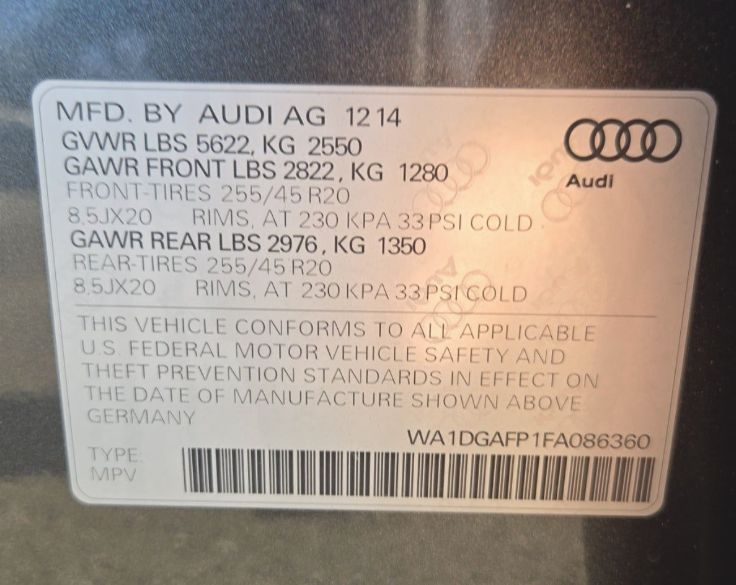 MFD. BY AUDI AG 12 14
GVWR LBS 5622, KG 2550
GAWR FRONT LBS 2822, KG 1280
FRONT-TIRES 255/45 R20
8,5JX20 RIMS, AT 230 KPA 33 PSI COLD
GAWR REAR LBS 2976, KG 1350
REAR-TIRES 255/45 R20
8,5JX20 RIMS, AT 230 KPA 33 PSI COLD
Audi
THIS VEHICLE CONFORMS TO ALL APPLICABLE
U.S. FEDERAL MOTOR VEHICLE SAFETY AND
THEFT PREVENTION STANDARDS IN EFFECT ON
THE DATE OF MANUFACTURE SHOWN ABOVE.
GERMANY
WA1DGAFP1FA086360
TYPE:
MPV